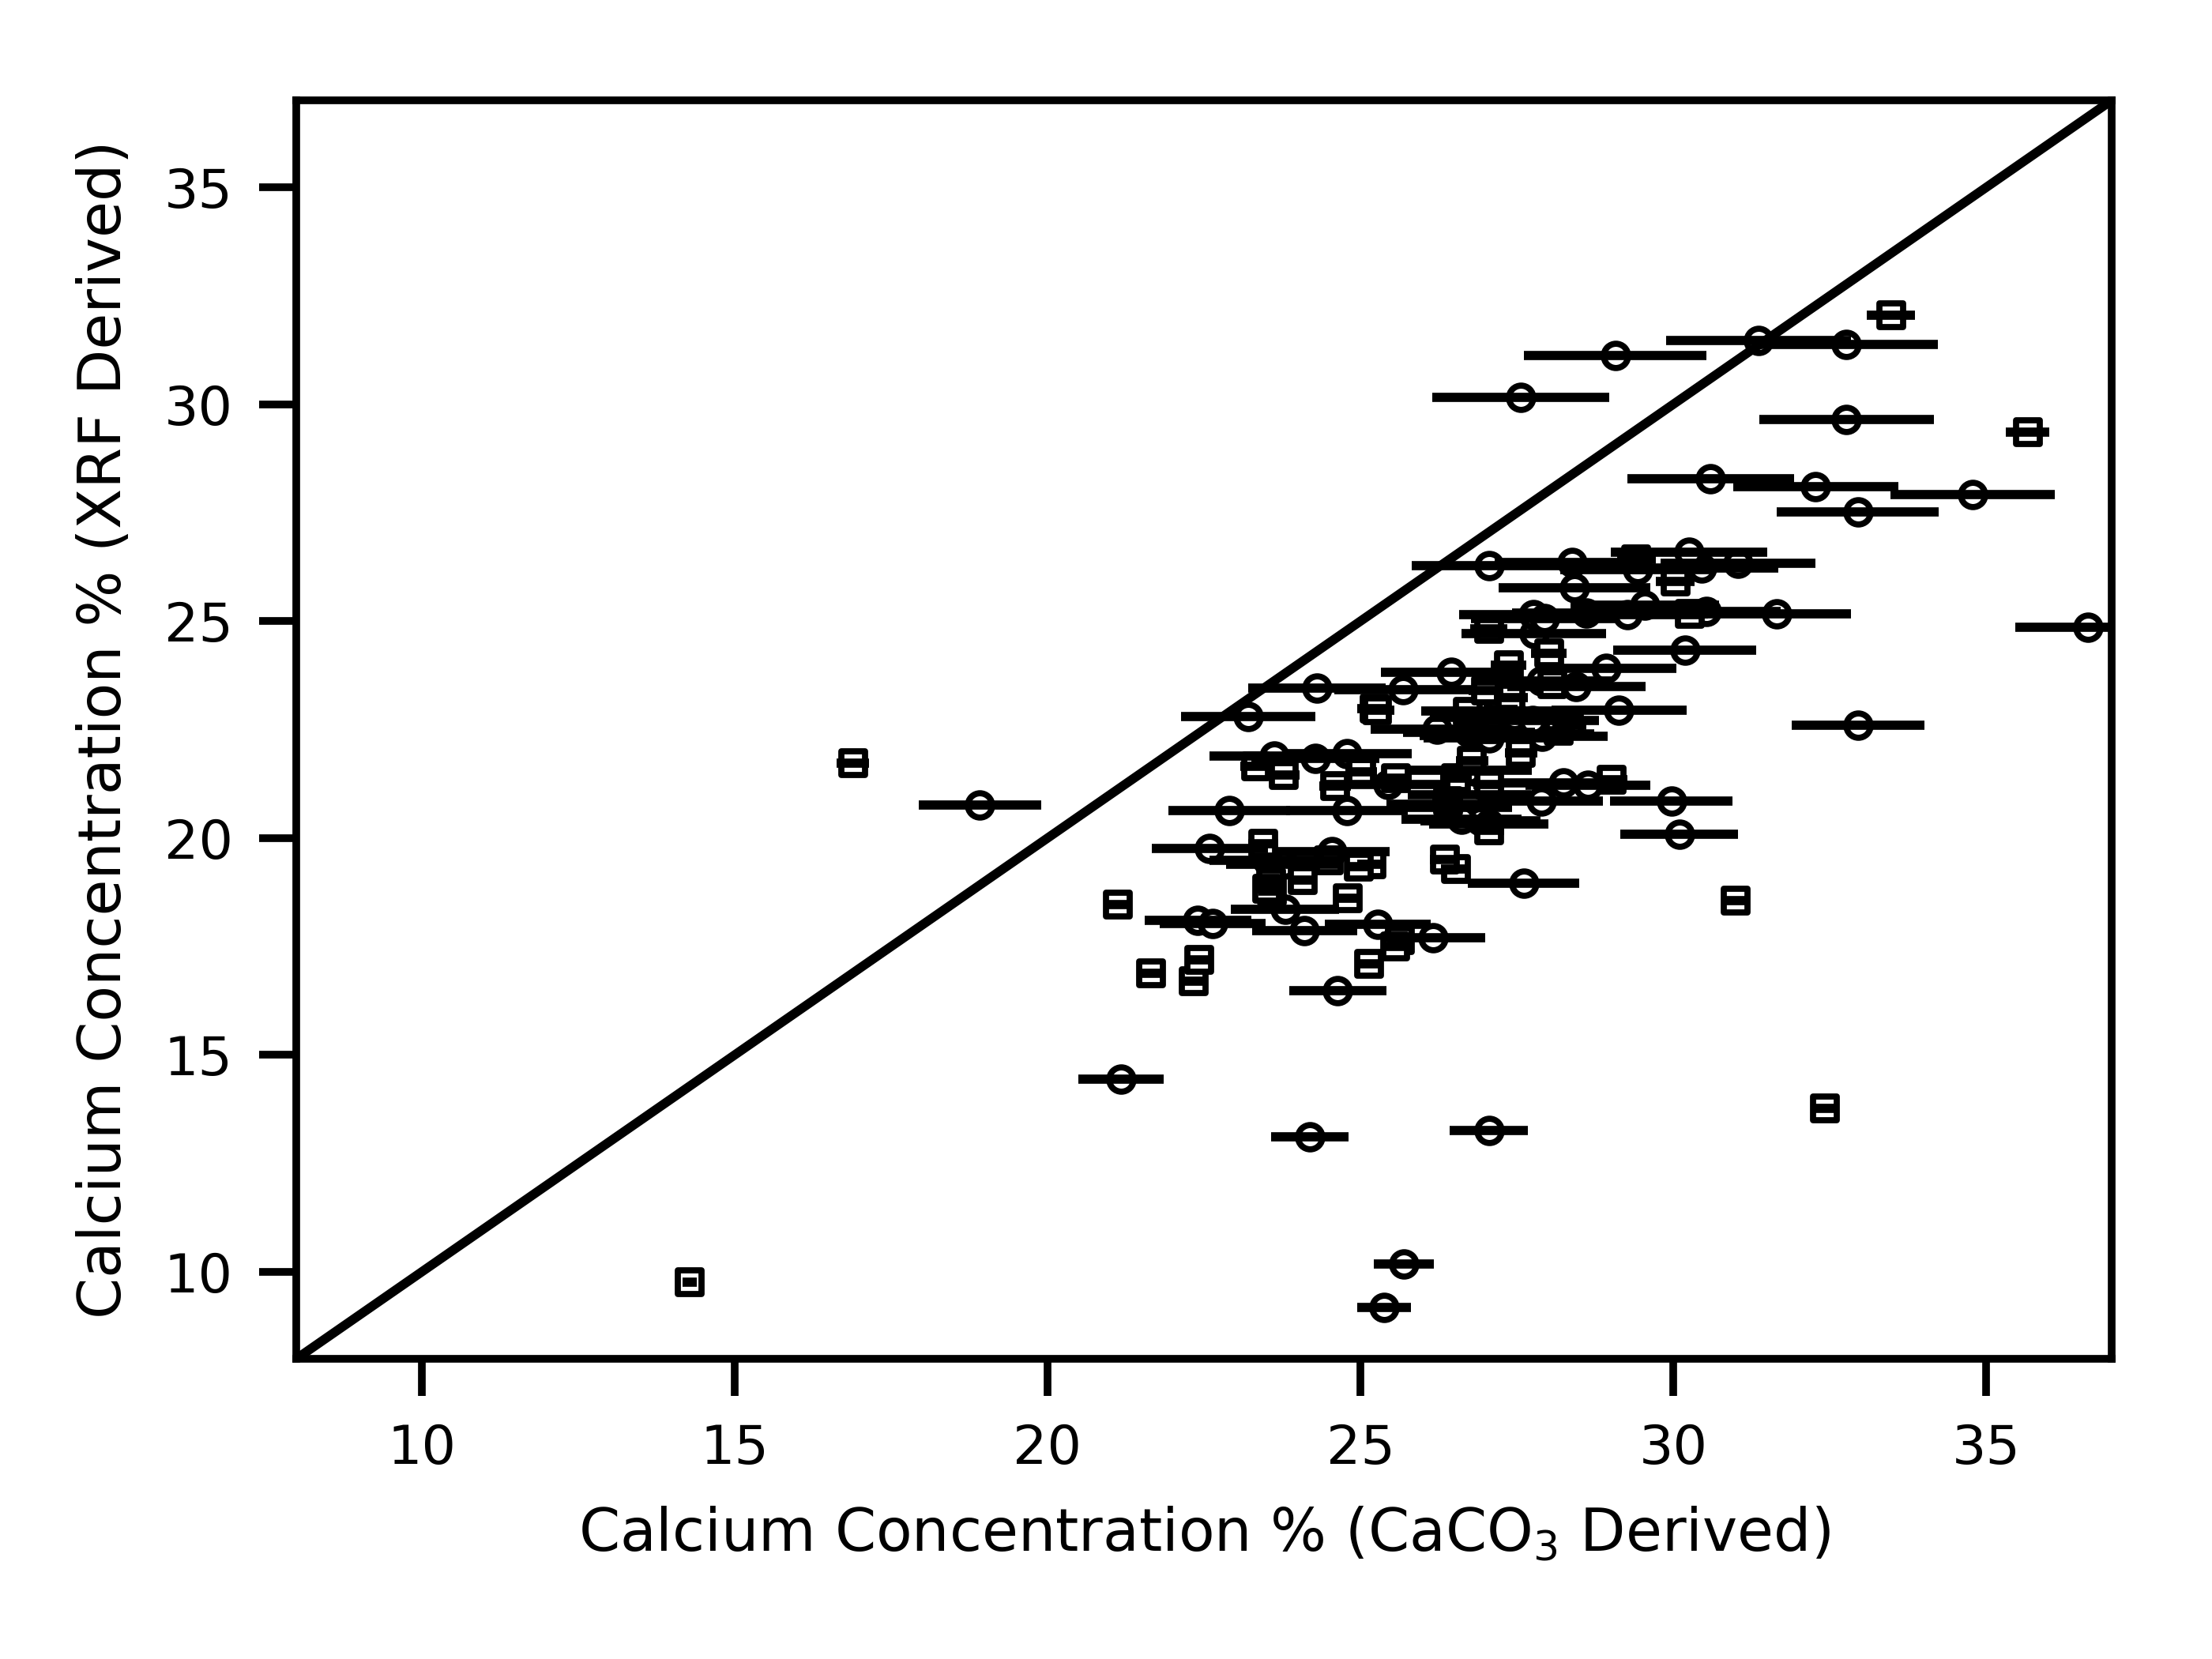 Calcium Concentration % (XRF Derived)
35
30
25
20
15
10
10 15 20 25 30 35
Calcium Concentration % (CaCO₃ Derived)